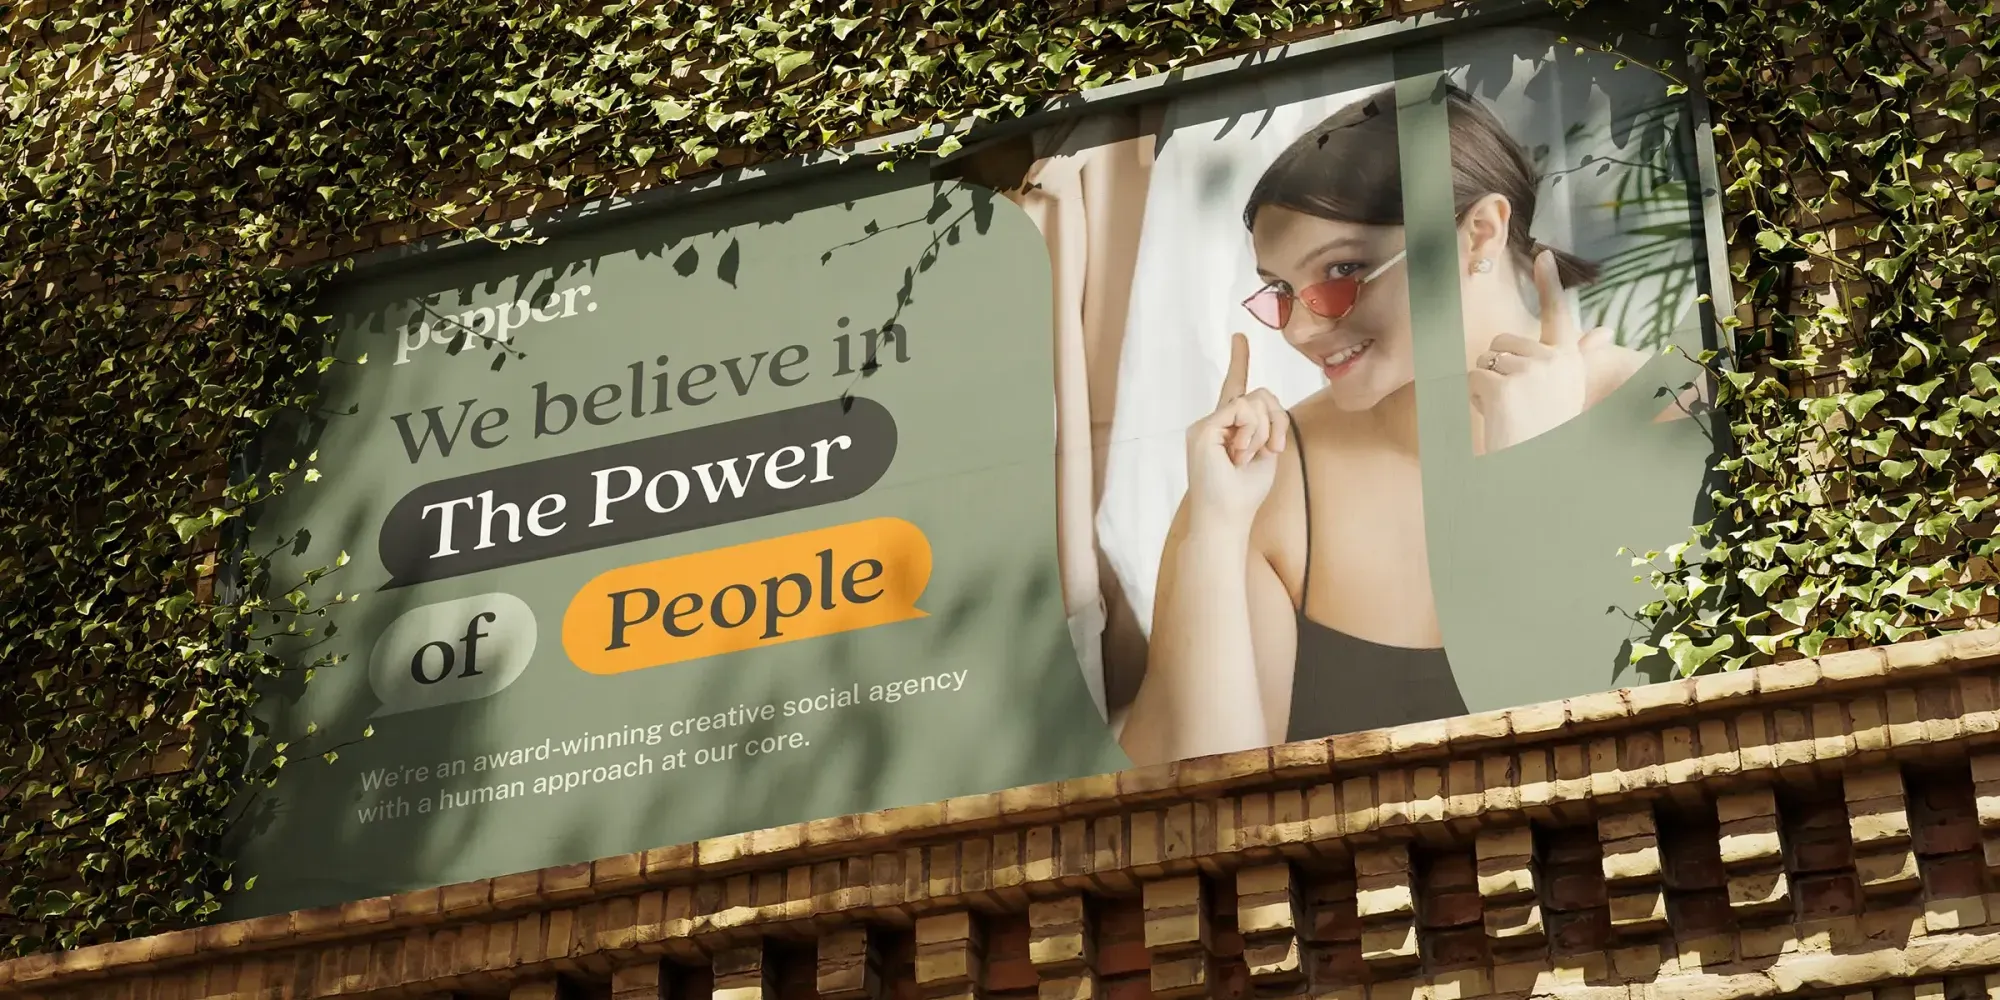 pepper.
We believe in
The Power
of People
We're an award-winning creative social agency
with a human approach at our core.